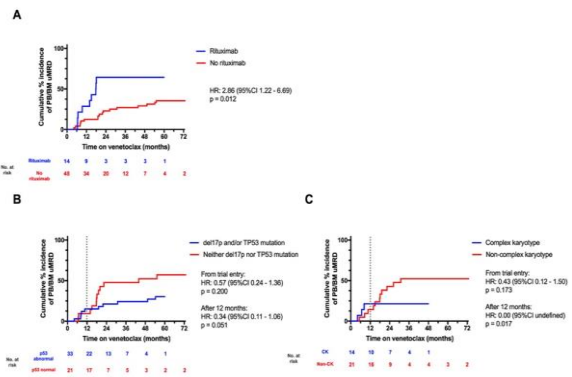 A
Cumulative % incidence
of PB/BM uMRD
100
50
0
0 12 24 36 48 60 72
Time on venetoclax (months)
Rituximab
No rituximab
HR: 2.86 (95%CI 1.22 - 6.69)
p = 0.012
No. at
risk
Rituximab 14 9 3 3 3 1
No
rituximab 12 7 4 2
B
Cumulative % incidence
of PB/BM uMRD
100
50
0
0 12 24 36 48 60 72
Time on venetoclax (months)
del17p and/or TP53 mutation
Neither del17p nor TP53 mutation
From trial entry:
HR: 0.57 (95%CI 0.24 - 1.36)
p = 0.200
After 12 months:
HR: 0.34 (95%CI 0.11 - 1.06)
p = 0.051
No. at
risk
p53
abnormal 33 22 13 7 4 1
p53 normal 21 17 7 5 3 2 2
C
Cumulative % incidence
of PB/BM uMRD
100
50
0
0 12 24 36 48 60 72
Time on venetoclax (months)
Complex karyotype
Non-complex karyotype
From trial entry:
HR: 0.43 (95%CI 0.12 - 1.50)
p = 0.173
After 12 months:
HR: 0.00 (95%CI undefined)
p = 0.017
No. at
risk
CK 14 10 7 4 1
Non-CK 21 4 4 3 2